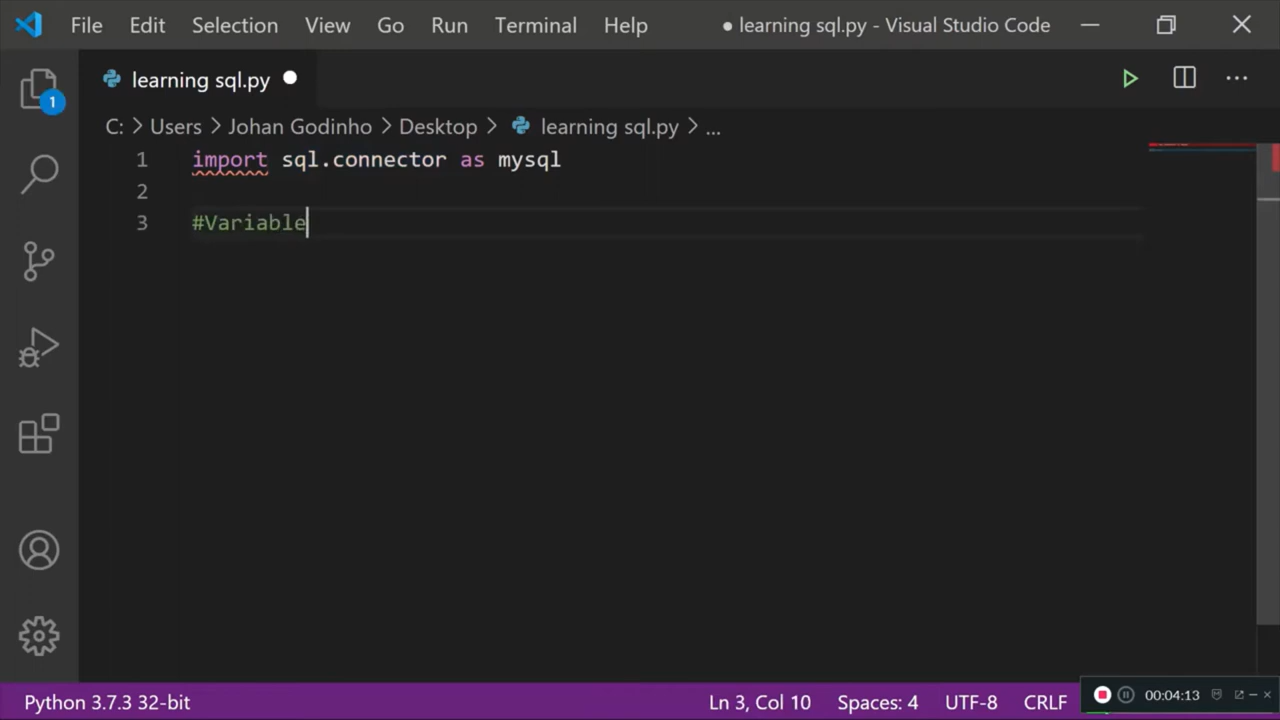 File Edit Selection View Go Run Terminal Help ● learning sql.py - Visual Studio Code
learning sql.py
1
C: > Users > Johan Godinho > Desktop > learning sql.py > ...
1 import sql.connector as mysql
2
3 #Variable
Python 3.7.3 32-bit Ln 3, Col 10 Spaces: 4 UTF-8 CRLF 00:04:13